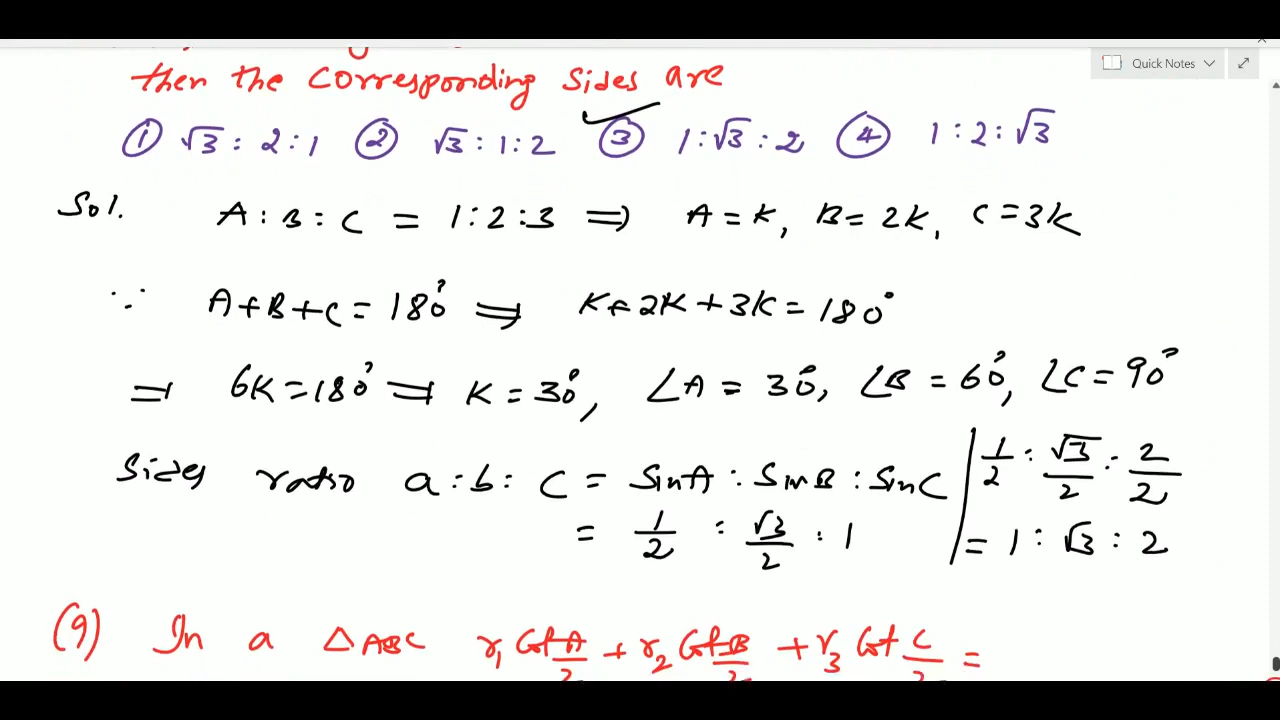 Quick Notes
then the corresponding sides are
① √3 : 2 : 1 ② √3 : 1 : 2 ③ 1 : √3 : 2 ④ 1 : 2 : √3
Sol. A : B : C = 1 : 2 : 3 ⇒ A = K, B = 2K, C = 3K
∵ A + B + C = 180° ⇒ K + 2K + 3K = 180°
⇒ 6K = 180° ⇒ K = 30°, ∠A = 30°, ∠B = 60°, ∠C = 90°
Sides ratio a : b : c = SinA : SinB : SinC | 1/2 : √3/2 : 2/2
= 1/2 : √3/2 : 1 | = 1 : √3 : 2
(9) In a △ABC r₁ Cot A/2 + r₂ Cot B/2 + r₃ Cot C/2 =